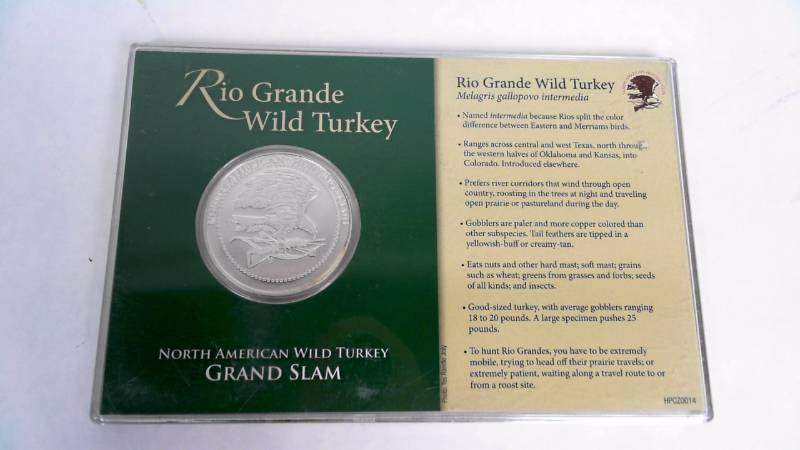 Rio Grande
Wild Turkey
NORTH AMERICAN WILD TURKEY
GRAND SLAM
Rio Grande Wild Turkey
Melagris gallopovo intermedia
• Named intermedia because Rios split the color
difference between Eastern and Merriams birds.
• Ranges across central and west Texas, north through
the western halves of Oklahoma and Kansas, into
Colorado. Introduced elsewhere.
• Prefers river corridors that wind through open
country, roosting in the trees at night and traveling
open prairie or pastureland during the day.
• Gobblers are paler and more copper colored than
other subspecies. Tail feathers are tipped in a
yellowish-buff or creamy-tan.
• Eats nuts and other hard mast; soft mast; grains
such as wheat; greens from grasses and forbs; seeds
of all kinds; and insects.
• Good-sized turkey, with average gobblers ranging
18 to 20 pounds. A large specimen pushes 25
pounds.
• To hunt Rio Grandes, you have to be extremely
mobile, trying to head off their prairie travels; or
extremely patient, waiting along a travel route to or
from a roost site.
HPCZ0014